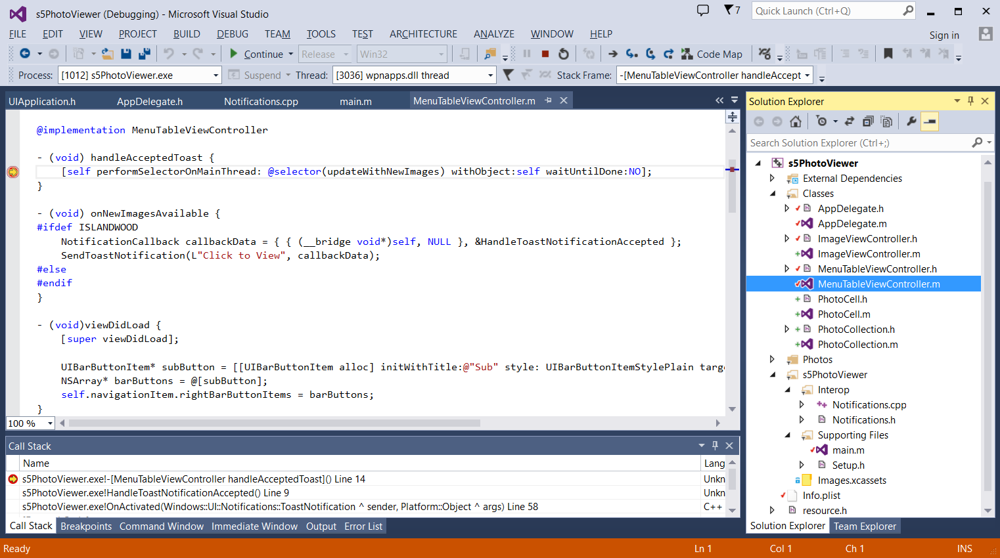 s5PhotoViewer (Debugging) - Microsoft Visual Studio
7
Quick Launch (Ctrl+Q)
FILE EDIT VIEW PROJECT BUILD DEBUG TEAM TOOLS TEST ARCHITECTURE ANALYZE WINDOW HELP
Sign in
Continue Release Win32 Code Map
Process: [1012] s5PhotoViewer.exe Suspend Thread: [3036] wpnapps.dll thread Stack Frame: -[MenuTableViewController handleAccept
UIApplication.h AppDelegate.h Notifications.cpp main.m MenuTableViewController.m
@implementation MenuTableViewController
- (void) handleAcceptedToast {
[self performSelectorOnMainThread: @selector(updateWithNewImages) withObject:self waitUntilDone:NO];
}
- (void) onNewImagesAvailable {
#ifdef ISLANDWOOD
NotificationCallback callbackData = { { (__bridge void*)self, NULL }, &HandleToastNotificationAccepted };
SendToastNotification(L"Click to View", callbackData);
#else
#endif
}
- (void)viewDidLoad {
[super viewDidLoad];
UIBarButtonItem* subButton = [[UIBarButtonItem alloc] initWithTitle:@"Sub" style: UIBarButtonItemStylePlain targe
NSArray* barButtons = @[subButton];
self.navigationItem.rightBarButtonItems = barButtons;
}
100 %
Call Stack
Name Lang
s5PhotoViewer.exe!-[MenuTableViewController handleAcceptedToast]() Line 14 Unkn
s5PhotoViewer.exe!HandleToastNotificationAccepted() Line 9 Unkn
s5PhotoViewer.exe!OnActivated(Windows::UI::Notifications::ToastNotification ^ sender, Platform::Object ^ args) Line 58 C++
Call Stack Breakpoints Command Window Immediate Window Output Error List
Solution Explorer
Search Solution Explorer (Ctrl+;)
s5PhotoViewer
External Dependencies
Classes
AppDelegate.h
AppDelegate.m
ImageViewController.h
ImageViewController.m
MenuTableViewController.h
MenuTableViewController.m
PhotoCell.h
PhotoCell.m
PhotoCollection.h
PhotoCollection.m
Photos
s5PhotoViewer
Interop
Notifications.cpp
Notifications.h
Supporting Files
main.m
Setup.h
Images.xcassets
Info.plist
resource.h
Solution Explorer Team Explorer
Ready Ln 1 Col 1 Ch 1 INS